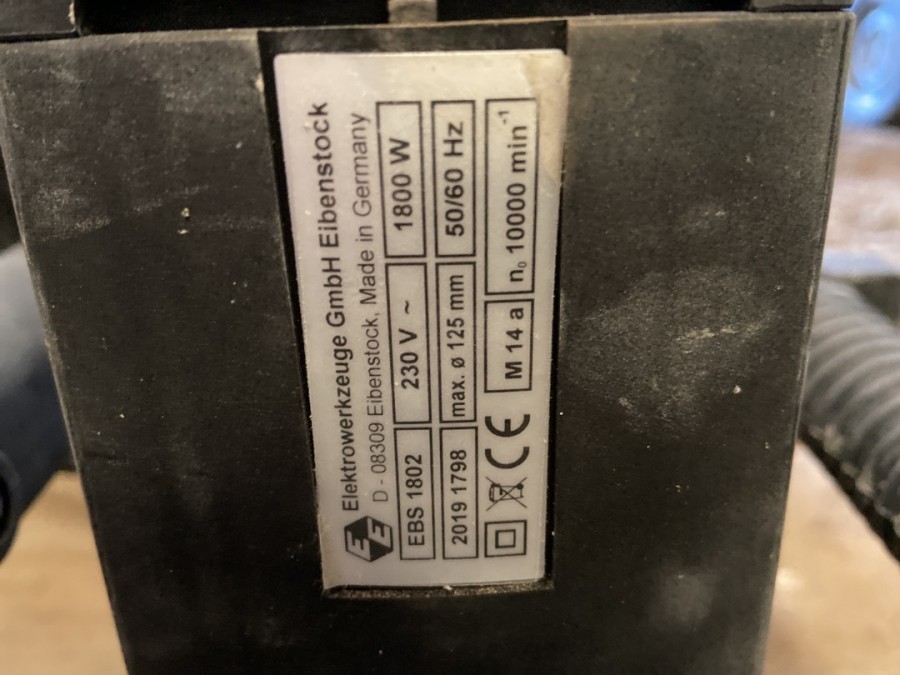 EE
Elektrowerkzeuge GmbH Eibenstock
D - 08309 Eibenstock, Made in Germany
EBS 1802 230 V ~ 1800 W
2019 1798 max. ø 125 mm 50/60 Hz
CE M 14 a n₀ 10000 min⁻¹